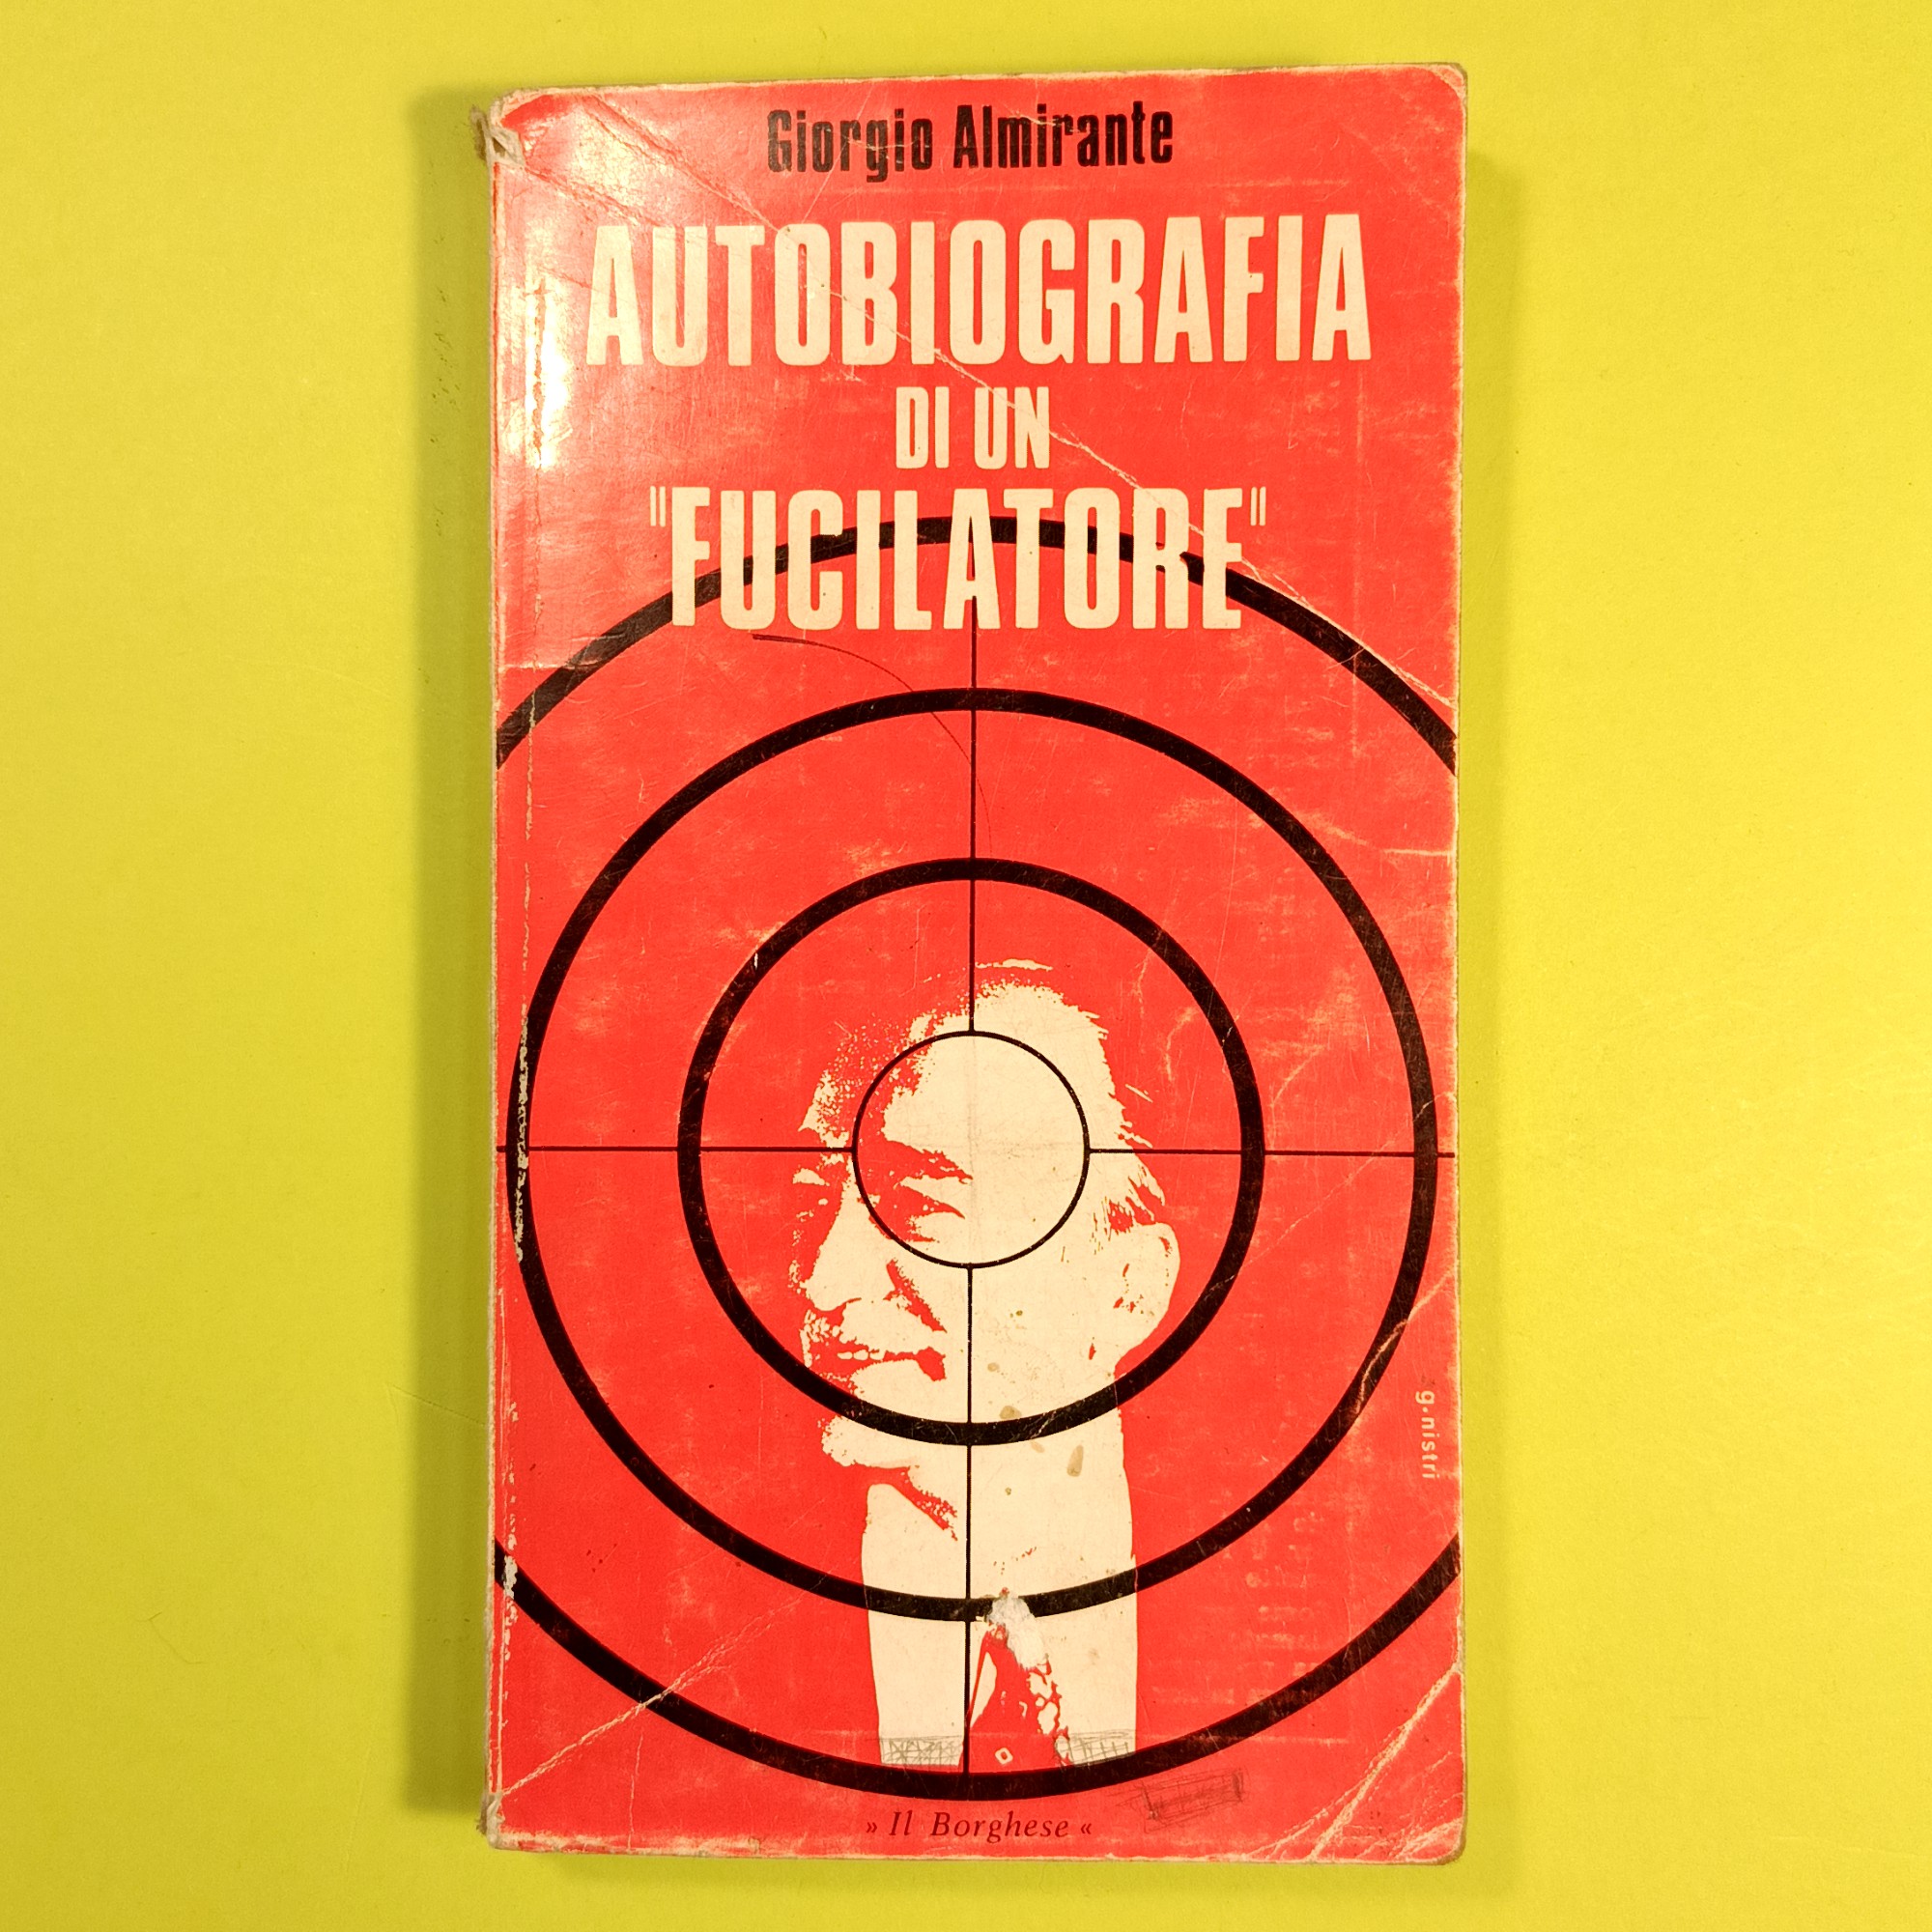 Giorgio Almirante
AUTOBIOGRAFIA
DI UN
"FUCILATORE"
g.nistri
» Il Borghese «